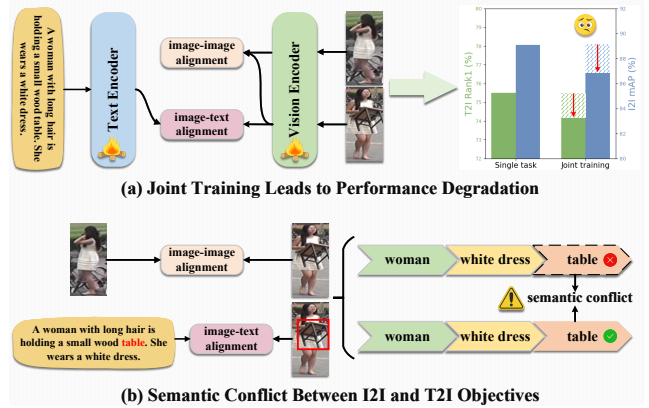 A woman with long hair is
holding a small wood table. She
wears a white dress.
Text Encoder
image-image
alignment
image-text
alignment
Vision Encoder
T2I Rank1 (%)
80
79
78
77
76
75
74
73
72
Single task
Joint training
94
92
90
88
86
84
82
80
I2I mAP (%)
(a) Joint Training Leads to Performance Degradation
image-image
alignment
A woman with long hair is
holding a small wood table. She
wears a white dress.
image-text
alignment
woman
white dress
table
semantic conflict
woman
white dress
table
(b) Semantic Conflict Between I2I and T2I Objectives